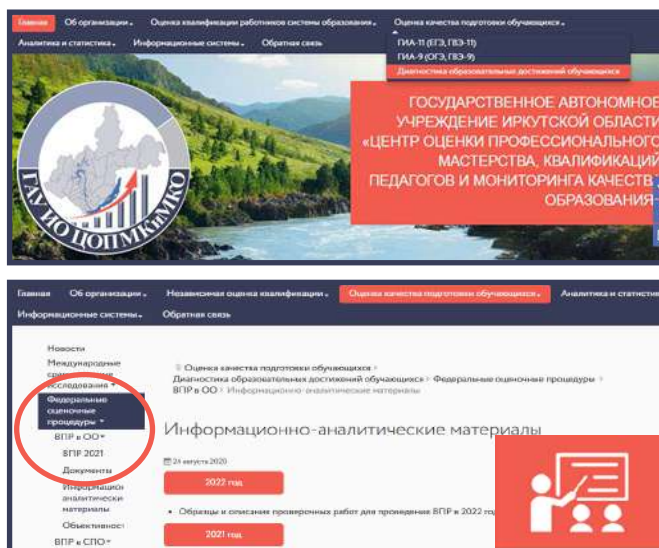 Главная Об организации Оценка квалификации работников системы образования Оценка качества подготовки обучающихся
Аналитика и статистика Информационные системы Обратная связь
ГИА-11 (ЕГЭ, ГВЭ-11)
ГИА-9 (ОГЭ, ГВЭ-9)
Диагностика образовательных достижений обучающихся
ГОСУДАРСТВЕННОЕ АВТОНОМНОЕ
УЧРЕЖДЕНИЕ ИРКУТСКОЙ ОБЛАСТИ
«ЦЕНТР ОЦЕНКИ ПРОФЕССИОНАЛЬНОГО
МАСТЕРСТВА, КВАЛИФИКАЦИЙ
ПЕДАГОГОВ И МОНИТОРИНГА КАЧЕСТВ
ОБРАЗОВАНИЯ
ГАУ ИО ЦОПМКиМКО
Главная Об организации Независимая оценка квалификации Оценка качества подготовки обучающихся Аналитика и статистик
Информационные системы Обратная связь
Новости
Международные
исследования
Федеральные
оценочные
процедуры
ВПР в ОО
ВПР 2021
Документы
Информацион
аналитически
материалы
Объективнос
ВПР в СПО
Оценка качества подготовки обучающихся
Диагностика образовательных достижений обучающихся Федеральные оценочные процедуры
ВПР в ОО Информационно-аналитические материалы
Информационно-аналитические материалы
24 августа 2020
2022 год
• Образцы и описания проверочных работ для проведения ВПР в 2022 год
2021 год